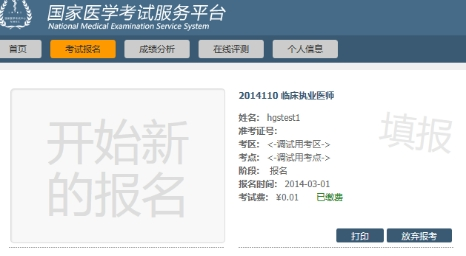 国家医学考试服务平台
National Medical Examination Service System
首页 考试报名 成绩分析 在线评测 个人信息
开始新
的报名
2014110 临床执业医师
填报
姓名: hgstest1
准考证号:
考区: <-调试用考区->
考点: <-调试用考点->
阶段: 报名
报名时间: 2014-03-01
考试费: ¥0.01 已缴费
打印 放弃报考